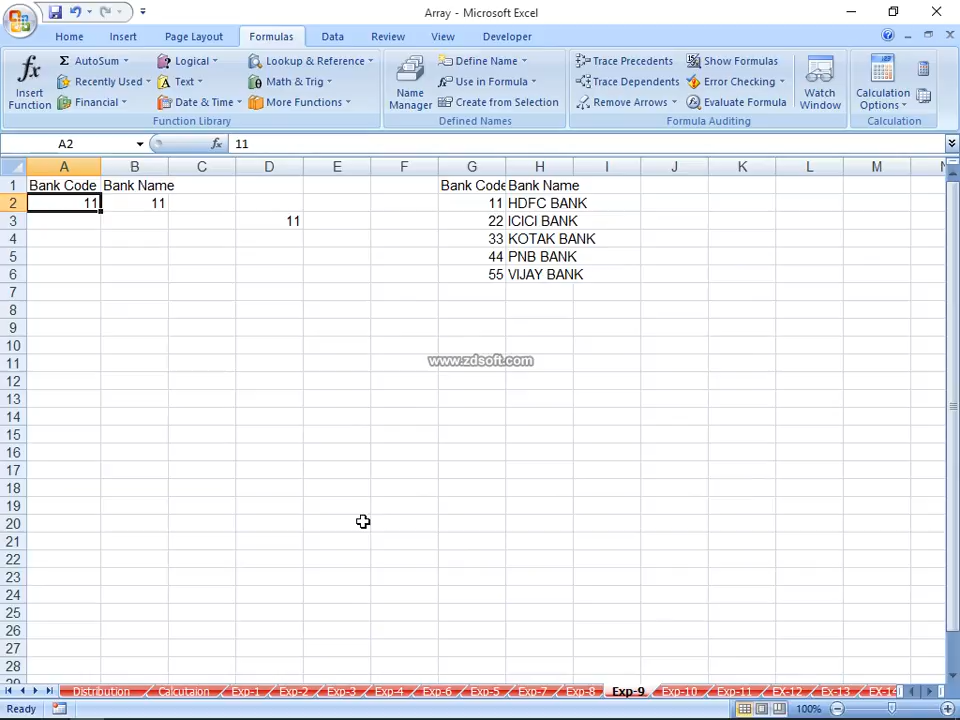 Array - Microsoft Excel
Home Insert Page Layout Formulas Data Review View Developer
fx Insert Function
Σ AutoSum
Recently Used
Financial
Logical
Text
Date & Time
Lookup & Reference
Math & Trig
More Functions
Function Library
Name Manager
Define Name
Use in Formula
Create from Selection
Defined Names
Trace Precedents
Trace Dependents
Remove Arrows
Show Formulas
Error Checking
Evaluate Formula
Formula Auditing
Watch Window
Calculation Options
Calculation
A2 fx 11
A B C D E F G H I J K L M N
1 Bank Code Bank Name Bank Code Bank Name
2 11 11 11 HDFC BANK
3 11 22 ICICI BANK
4 33 KOTAK BANK
5 44 PNB BANK
6 55 VIJAY BANK
7
8
9
10
11 www.zdsoft.com
12
13
14
15
16
17
18
19
20
21
22
23
24
25
26
27
28
29
Distribution Calcutaion Exp-1 Exp-2 Exp-3 Exp-4 Exp-6 Exp-5 Exp-7 Exp-8 Exp-9 Exp-10 Exp-11 EX-12 Ex-13 EX-14
Ready 100%